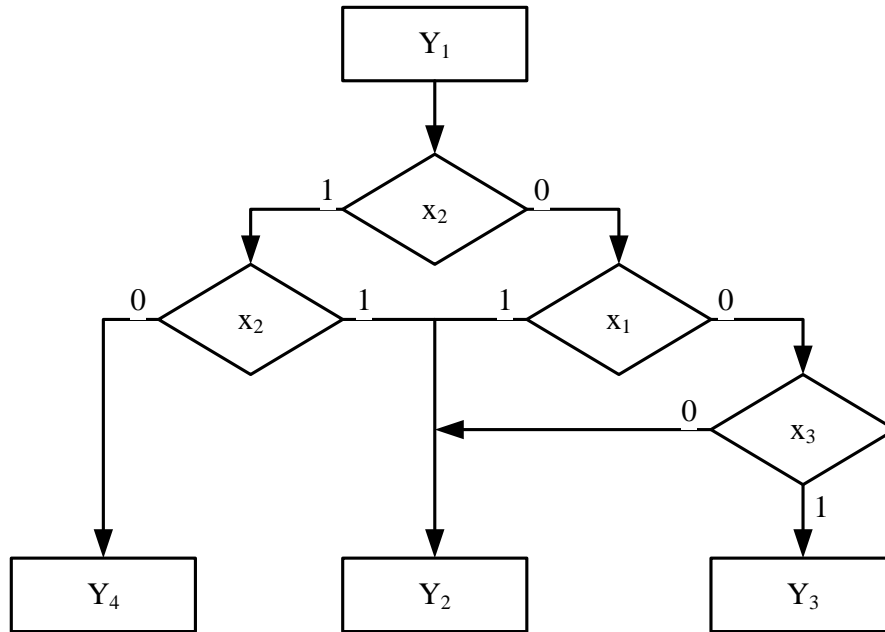 Y₁
1 x₂ 0
0 x₂ 1 1 x₁ 0
0 x₃
1
Y₄ Y₂ Y₃